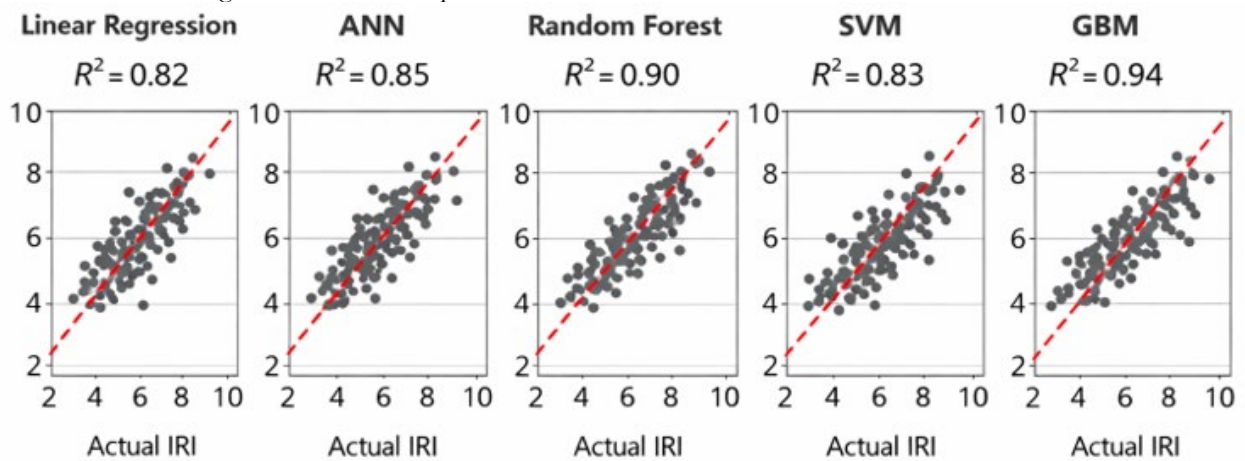 Linear Regression ANN Random Forest SVM GBM
R² = 0.82 R² = 0.85 R² = 0.90 R² = 0.83 R² = 0.94
10 10 10 10 10
8 8 8 8 8
6 6 6 6 6
4 4 4 4 4
2 2 2 2 2
2 4 6 8 10 2 4 6 8 10 2 4 6 8 10 2 4 6 8 10 2 4 6 8 10
Actual IRI Actual IRI Actual IRI Actual IRI Actual IRI